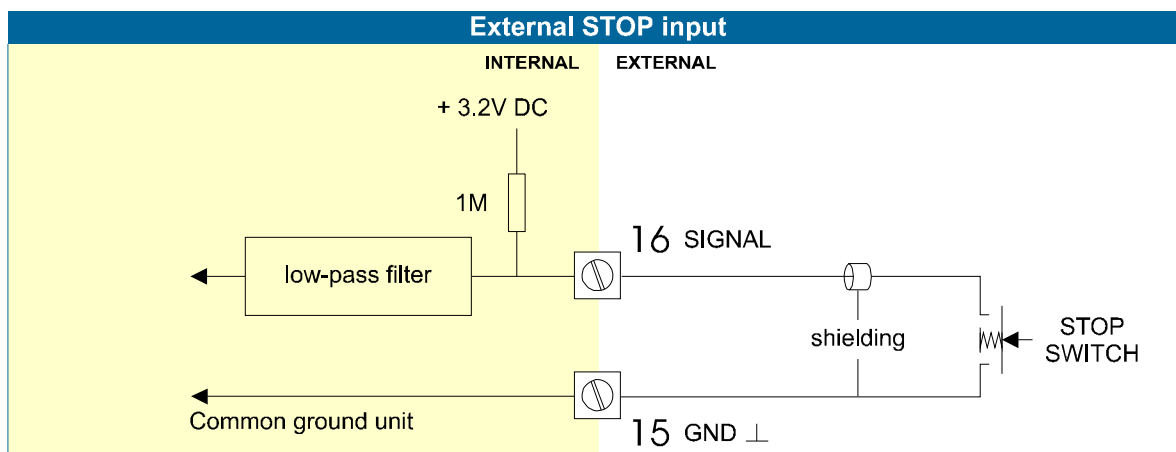 External STOP input
INTERNAL EXTERNAL
+ 3.2V DC
1M
16 SIGNAL
low-pass filter
shielding
STOP
SWITCH
Common ground unit
15 GND ⊥